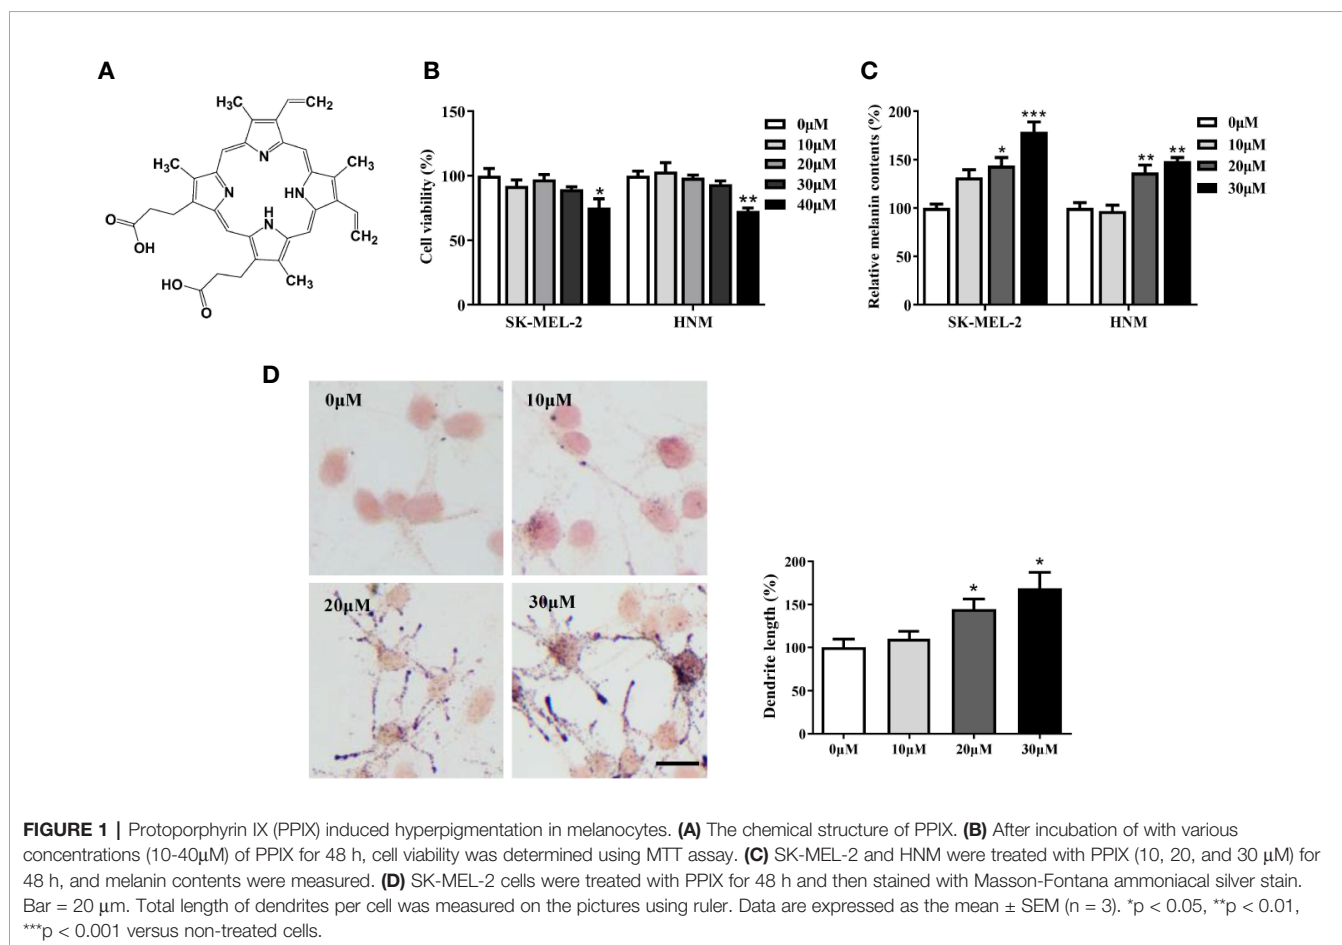 A
H₃C
CH₂
H₃C
CH₃
N
N
HN
H
N
O
OH
CH₂
HO
O
CH₃
B
Cell viability (%)
150
100
50
0
*
**
SK-MEL-2
HNM
0μM
10μM
20μM
30μM
40μM
C
Relative melanin contents (%)
200
150
100
50
0
*
***
**
**
SK-MEL-2
HNM
0μM
10μM
20μM
30μM
D
0μM
10μM
20μM
30μM
Dendrite length (%)
200
150
100
50
0
*
*
0μM
10μM
20μM
30μM
FIGURE 1 | Protoporphyrin IX (PPIX) induced hyperpigmentation in melanocytes. (A) The chemical structure of PPIX. (B) After incubation of with various
concentrations (10-40μM) of PPIX for 48 h, cell viability was determined using MTT assay. (C) SK-MEL-2 and HNM were treated with PPIX (10, 20, and 30 μM) for
48 h, and melanin contents were measured. (D) SK-MEL-2 cells were treated with PPIX for 48 h and then stained with Masson-Fontana ammoniacal silver stain.
Bar = 20 μm. Total length of dendrites per cell was measured on the pictures using ruler. Data are expressed as the mean ± SEM (n = 3). *p < 0.05, **p < 0.01,
***p < 0.001 versus non-treated cells.